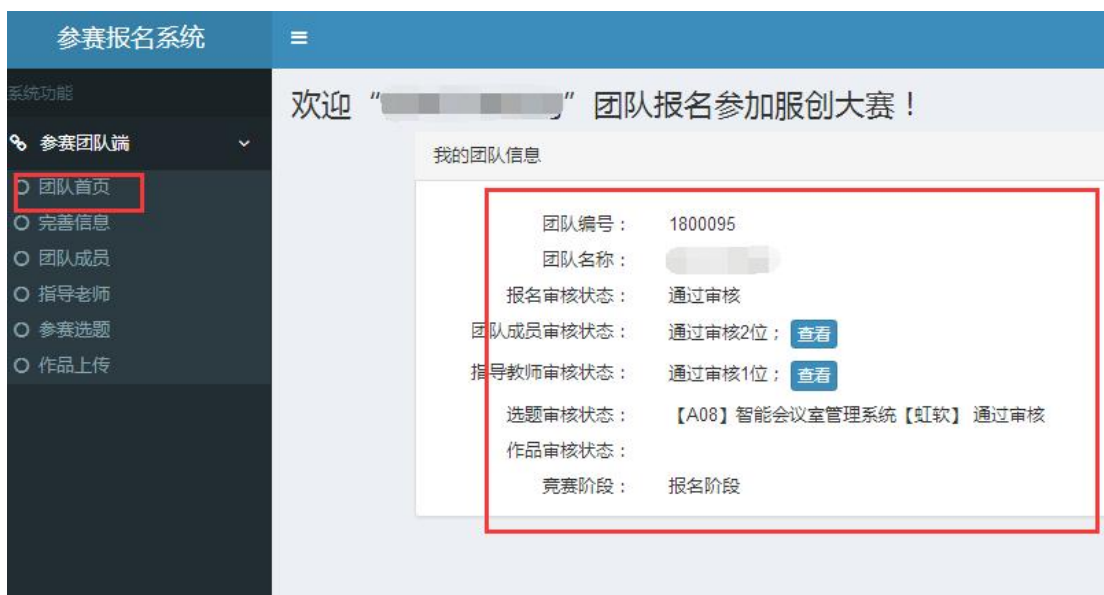 参赛报名系统
系统功能
参赛团队端
团队首页
完善信息
团队成员
指导老师
参赛选题
作品上传
欢迎“ ”团队报名参加服创大赛！
我的团队信息
团队编号： 1800095
团队名称：
报名审核状态： 通过审核
团队成员审核状态： 通过审核2位； 查看
指导教师审核状态： 通过审核1位； 查看
选题审核状态： 【A08】智能会议室管理系统【虹软】 通过审核
作品审核状态：
竞赛阶段： 报名阶段